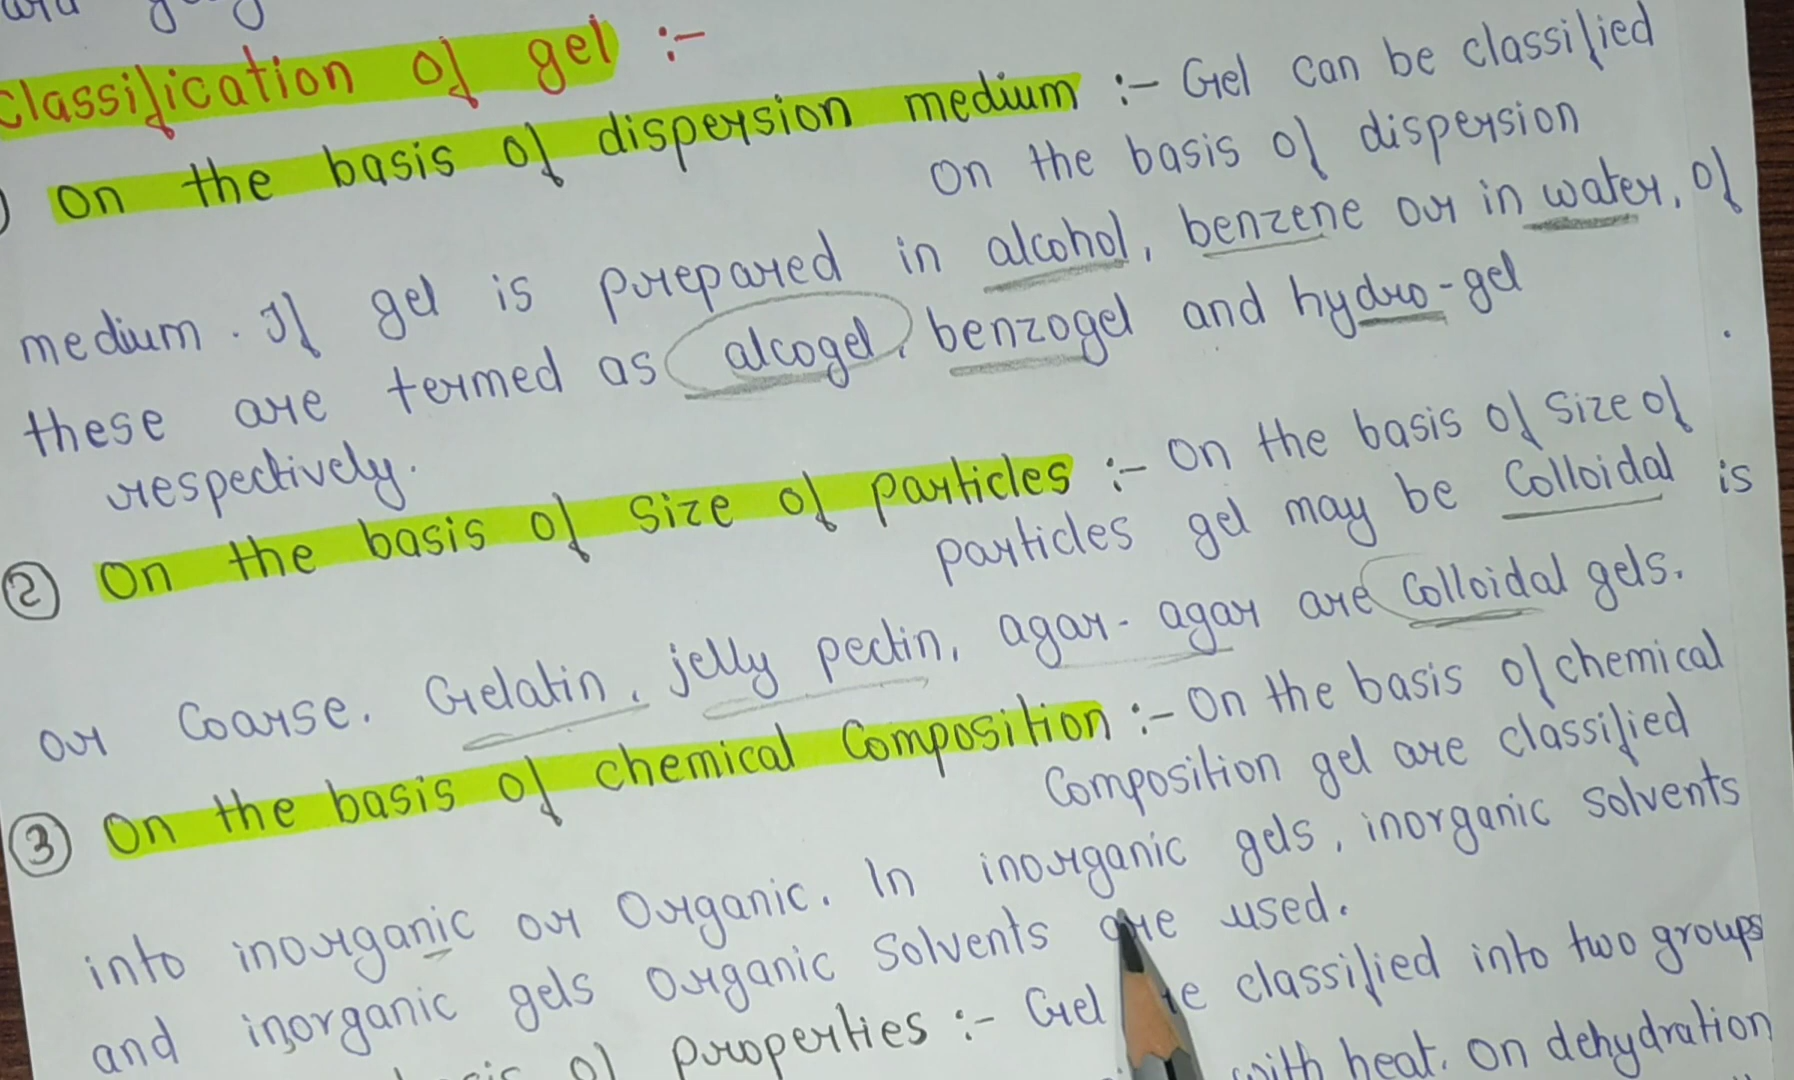 classification of gel :-
on the basis of dispersion medium :- Gel can be classified
on the basis of dispersion
medium. If gel is prepared in alcohol, benzene or in water, of
these are termed as alcogel, benzogel and hydro-gel
respectively.
② On the basis of size of particles :- On the basis of size of
particles gel may be Colloidal is
or Coarse. Gelatin, jelly pectin, agar-agar are Colloidal gels.
③ On the basis of chemical Composition :- On the basis of chemical
Composition gel are classified
into inorganic or Organic. In inorganic gels, inorganic solvents
and inorganic gels Organic Solvents are used.
of properties :- Gel classified into two groups
with heat. On dehydration